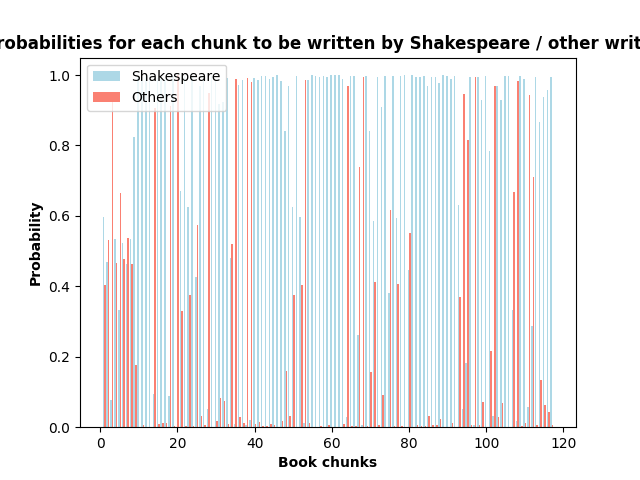 robabilities for each chunk to be written by Shakespeare / other writ
Shakespeare
Others
1.0
0.8
0.6
0.4
0.2
0.0
Probability
0
20
40
60
80
100
120
Book chunks